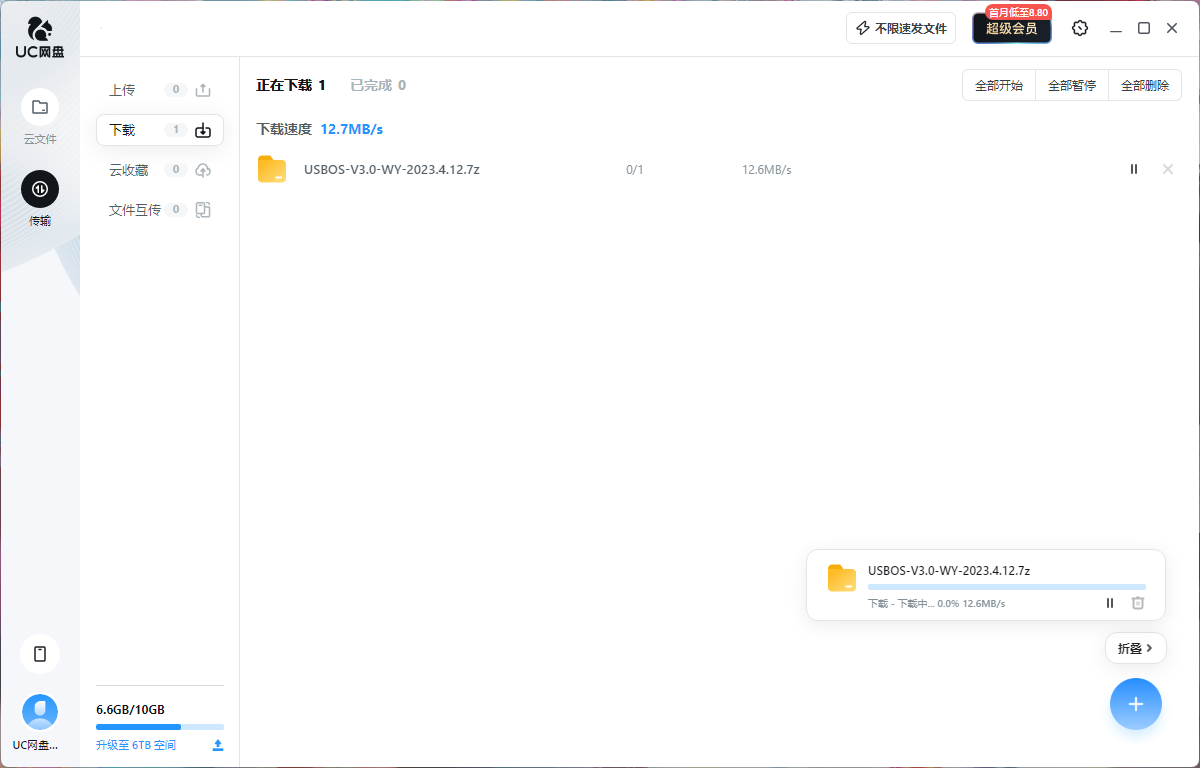 UC网盘
云文件
传输
UC网盘...
上传 0
下载 1
云收藏 0
文件互传 0
6.6GB/10GB
升级至 6TB 空间
不限速发文件
首月低至8.80
超级会员
正在下载 1 已完成 0
全部开始 全部暂停 全部删除
下载速度 12.7MB/s
USBOS-V3.0-WY-2023.4.12.7z 0/1 12.6MB/s
USBOS-V3.0-WY-2023.4.12.7z
下载 - 下载中... 0.0% 12.6MB/s
折叠